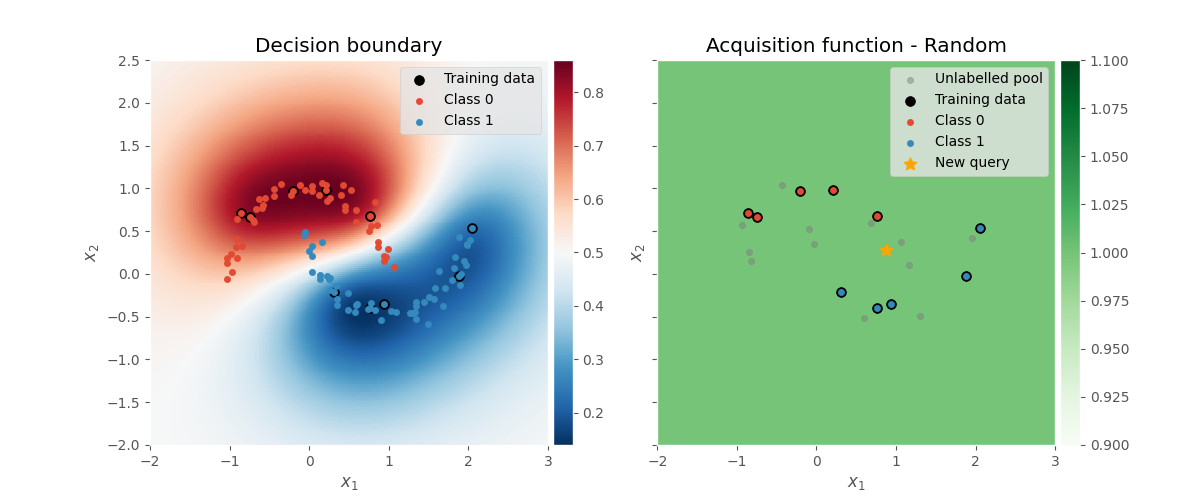 Decision boundary
Training data
Class 0
Class 1
2.5
2.0
1.5
1.0
0.5
0.0
−0.5
−1.0
−1.5
−2.0
x2
−2
−1
0
1
2
3
x1
0.8
0.7
0.6
0.5
0.4
0.3
0.2
Acquisition function - Random
Unlabelled pool
Training data
Class 0
Class 1
New query
x2
−2
−1
0
1
2
3
x1
1.100
1.075
1.050
1.025
1.000
0.975
0.950
0.925
0.900